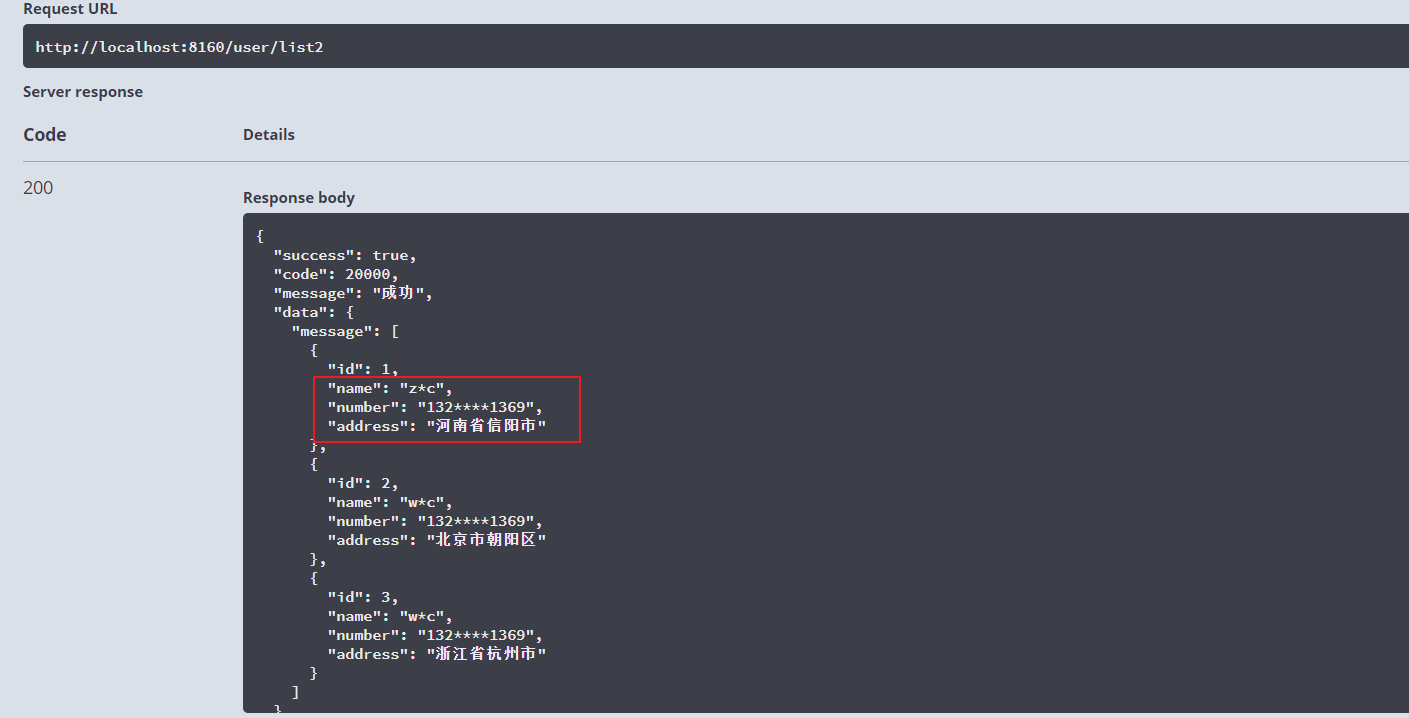 Request URL
http://localhost:8160/user/list2
Server response
Code Details
200
Response body
{
"success": true,
"code": 20000,
"message": "成功",
"data": {
"message": [
{
"id": 1,
"name": "z*c",
"number": "132****1369",
"address": "河南省信阳市"
},
{
"id": 2,
"name": "w*c",
"number": "132****1369",
"address": "北京市朝阳区"
},
{
"id": 3,
"name": "w*c",
"number": "132****1369",
"address": "浙江省杭州市"
}
]
}